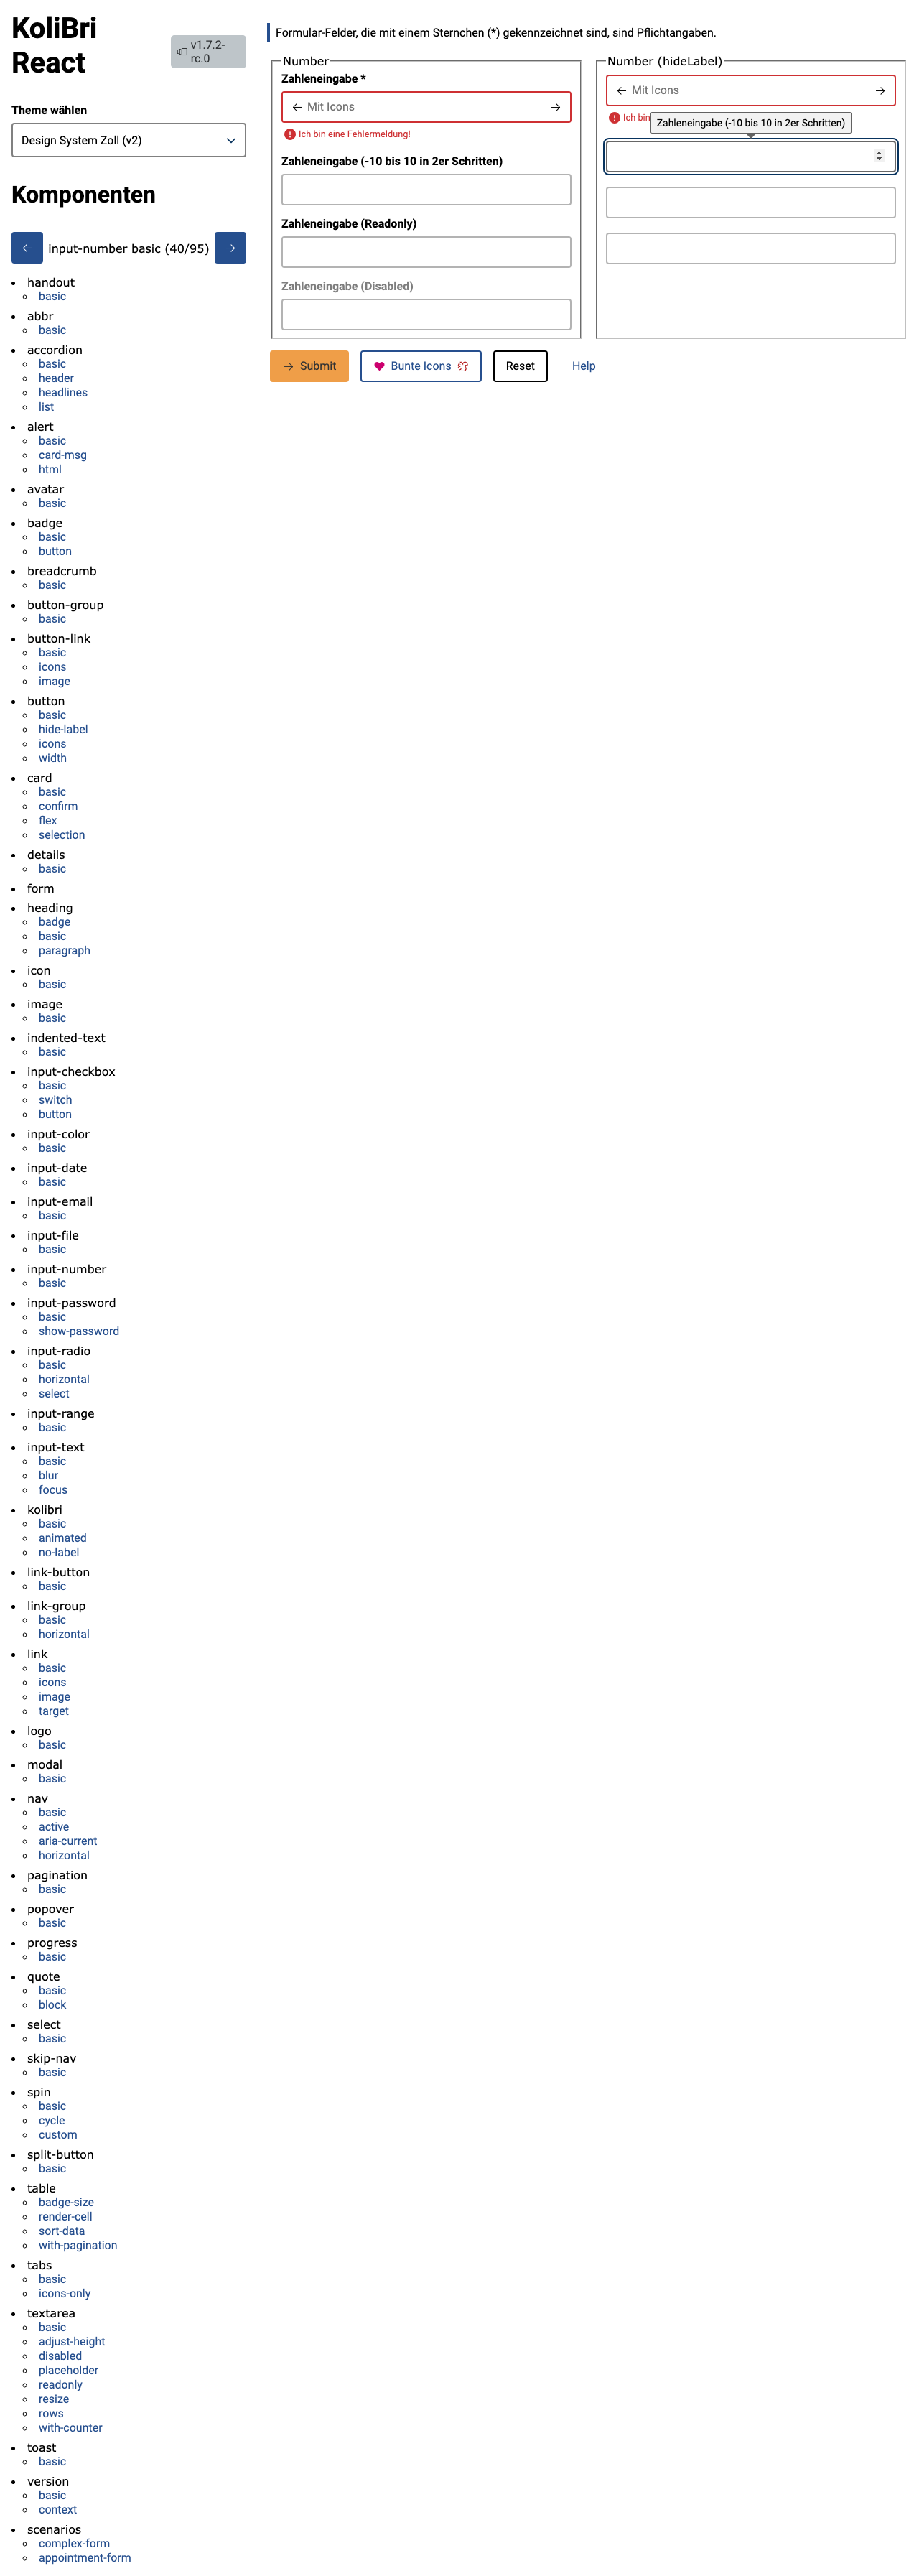 KoliBri
React
v1.7.2-
rc.0
Theme wählen
Design System Zoll (v2)
Komponenten
input-number basic (40/95)
handout
basic
abbr
basic
accordion
basic
header
headlines
list
alert
basic
card-msg
html
avatar
basic
badge
basic
button
breadcrumb
basic
button-group
basic
button-link
basic
icons
image
button
basic
hide-label
icons
width
card
basic
confirm
flex
selection
details
basic
form
heading
badge
basic
paragraph
icon
basic
image
basic
indented-text
basic
input-checkbox
basic
switch
button
input-color
basic
input-date
basic
input-email
basic
input-file
basic
input-number
basic
input-password
basic
show-password
input-radio
basic
horizontal
select
input-range
basic
input-text
basic
blur
focus
kolibri
basic
animated
no-label
link-button
basic
link-group
basic
horizontal
link
basic
icons
image
target
logo
basic
modal
basic
nav
basic
active
aria-current
horizontal
pagination
basic
popover
basic
progress
basic
quote
basic
block
select
basic
skip-nav
basic
spin
basic
cycle
custom
split-button
basic
table
badge-size
render-cell
sort-data
with-pagination
tabs
basic
icons-only
textarea
basic
adjust-height
disabled
placeholder
readonly
resize
rows
with-counter
toast
basic
version
basic
context
scenarios
complex-form
appointment-form
Formular-Felder, die mit einem Sternchen (*) gekennzeichnet sind, sind Pflichtangaben.
Number
Zahleneingabe *
Mit Icons
Ich bin eine Fehlermeldung!
Zahleneingabe (-10 bis 10 in 2er Schritten)
Zahleneingabe (Readonly)
Zahleneingabe (Disabled)
Number (hideLabel)
Mit Icons
Ich bin
Zahleneingabe (-10 bis 10 in 2er Schritten)
Submit
Bunte Icons
Reset
Help